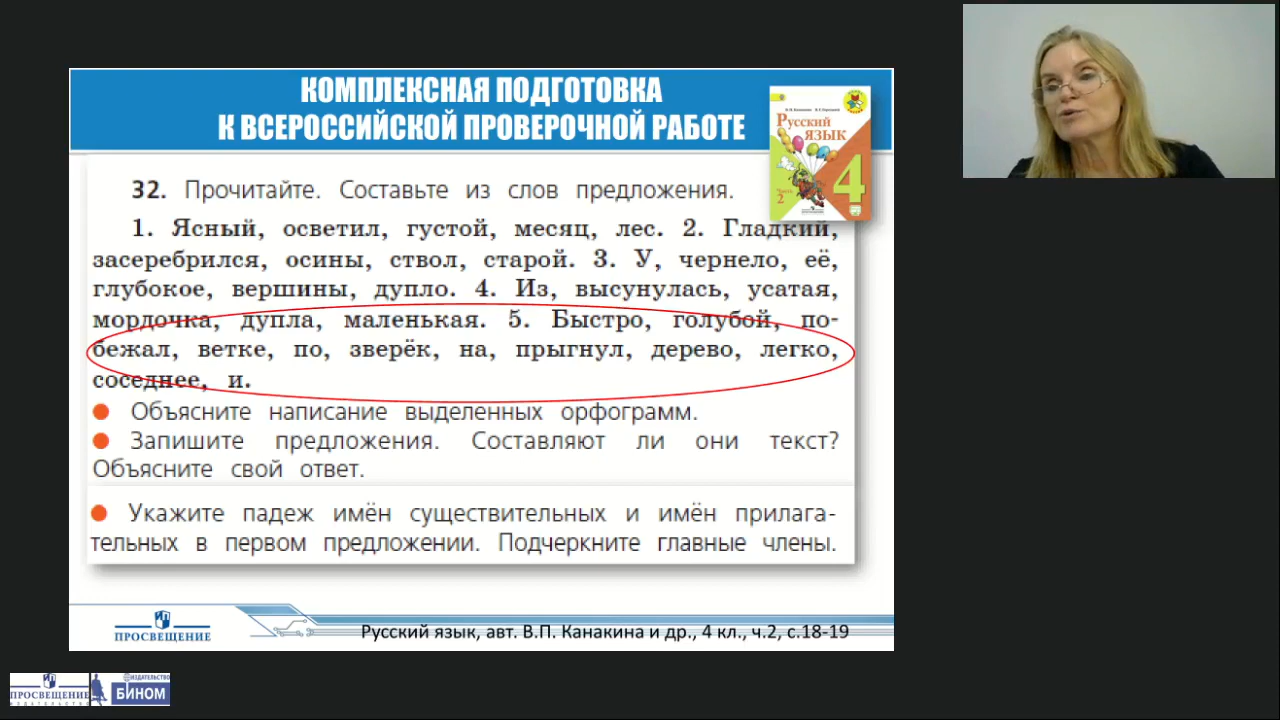 КОМПЛЕКСНАЯ ПОДГОТОВКА
К ВСЕРОССИЙСКОЙ ПРОВЕРОЧНОЙ РАБОТЕ
Русский
язык
4
Часть
2
32. Прочитайте. Составьте из слов предложения.
1. Ясный, осветил, густой, месяц, лес. 2. Гладкий,
засеребрился, осины, ствол, старой. 3. У, чернело, её,
глубокое, вершины, дупло. 4. Из, высунулась, усатая,
мордочка, дупла, маленькая. 5. Быстро, голубой, по-
бежал, ветке, по, зверёк, на, прыгнул, дерево, легко,
соседнее, и.
Объясните написание выделенных орфограмм.
Запишите предложения. Составляют ли они текст?
Объясните свой ответ.
Укажите падеж имён существительных и имён прилага-
тельных в первом предложении. Подчеркните главные члены.
ПРОСВЕЩЕНИЕ
Русский язык, авт. В.П. Канакина и др., 4 кл., ч.2, с.18-19
ПРОСВЕЩЕНИЕ
ИЗДАТЕЛЬСТВО
ИЗДАТЕЛЬСТВО
БИНОМ